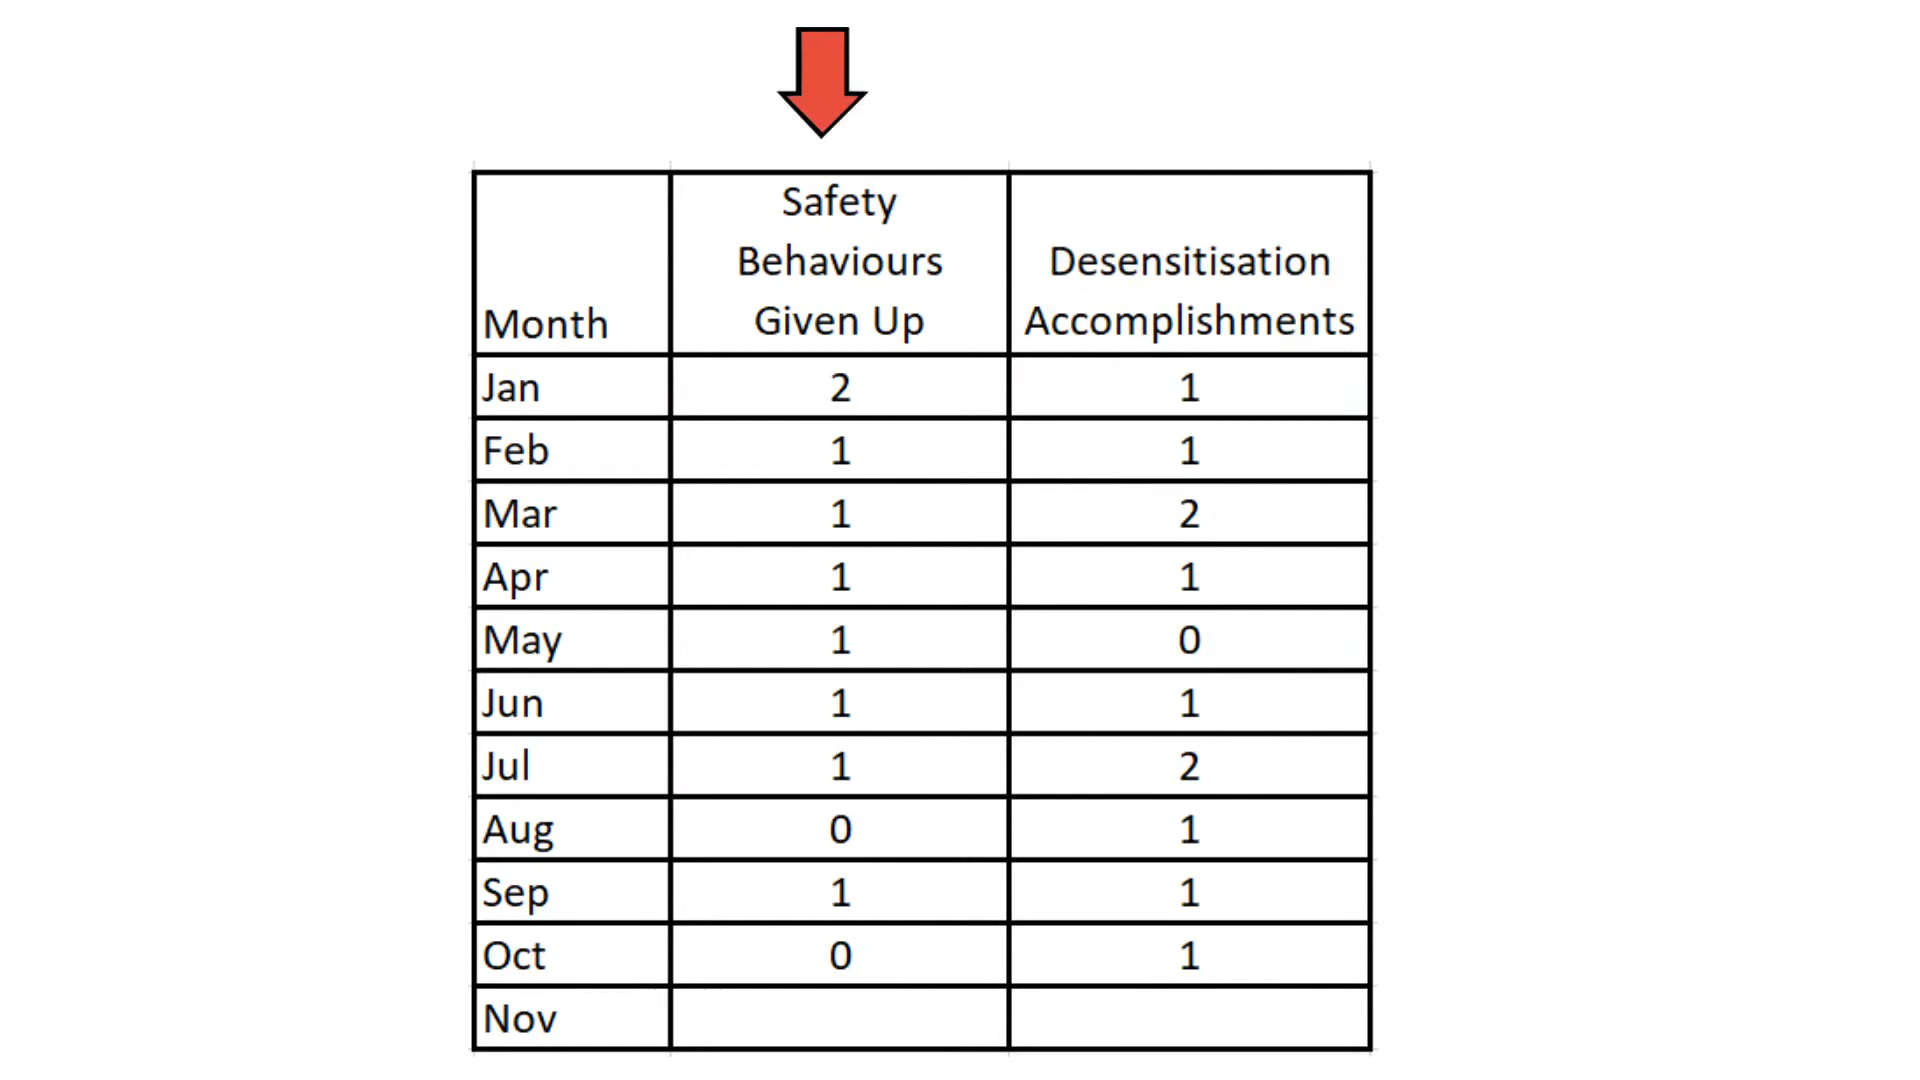 Safety
Behaviours
Given Up
Desensitisation
Accomplishments
Month
Jan 2 1
Feb 1 1
Mar 1 2
Apr 1 1
May 1 0
Jun 1 1
Jul 1 2
Aug 0 1
Sep 1 1
Oct 0 1
Nov